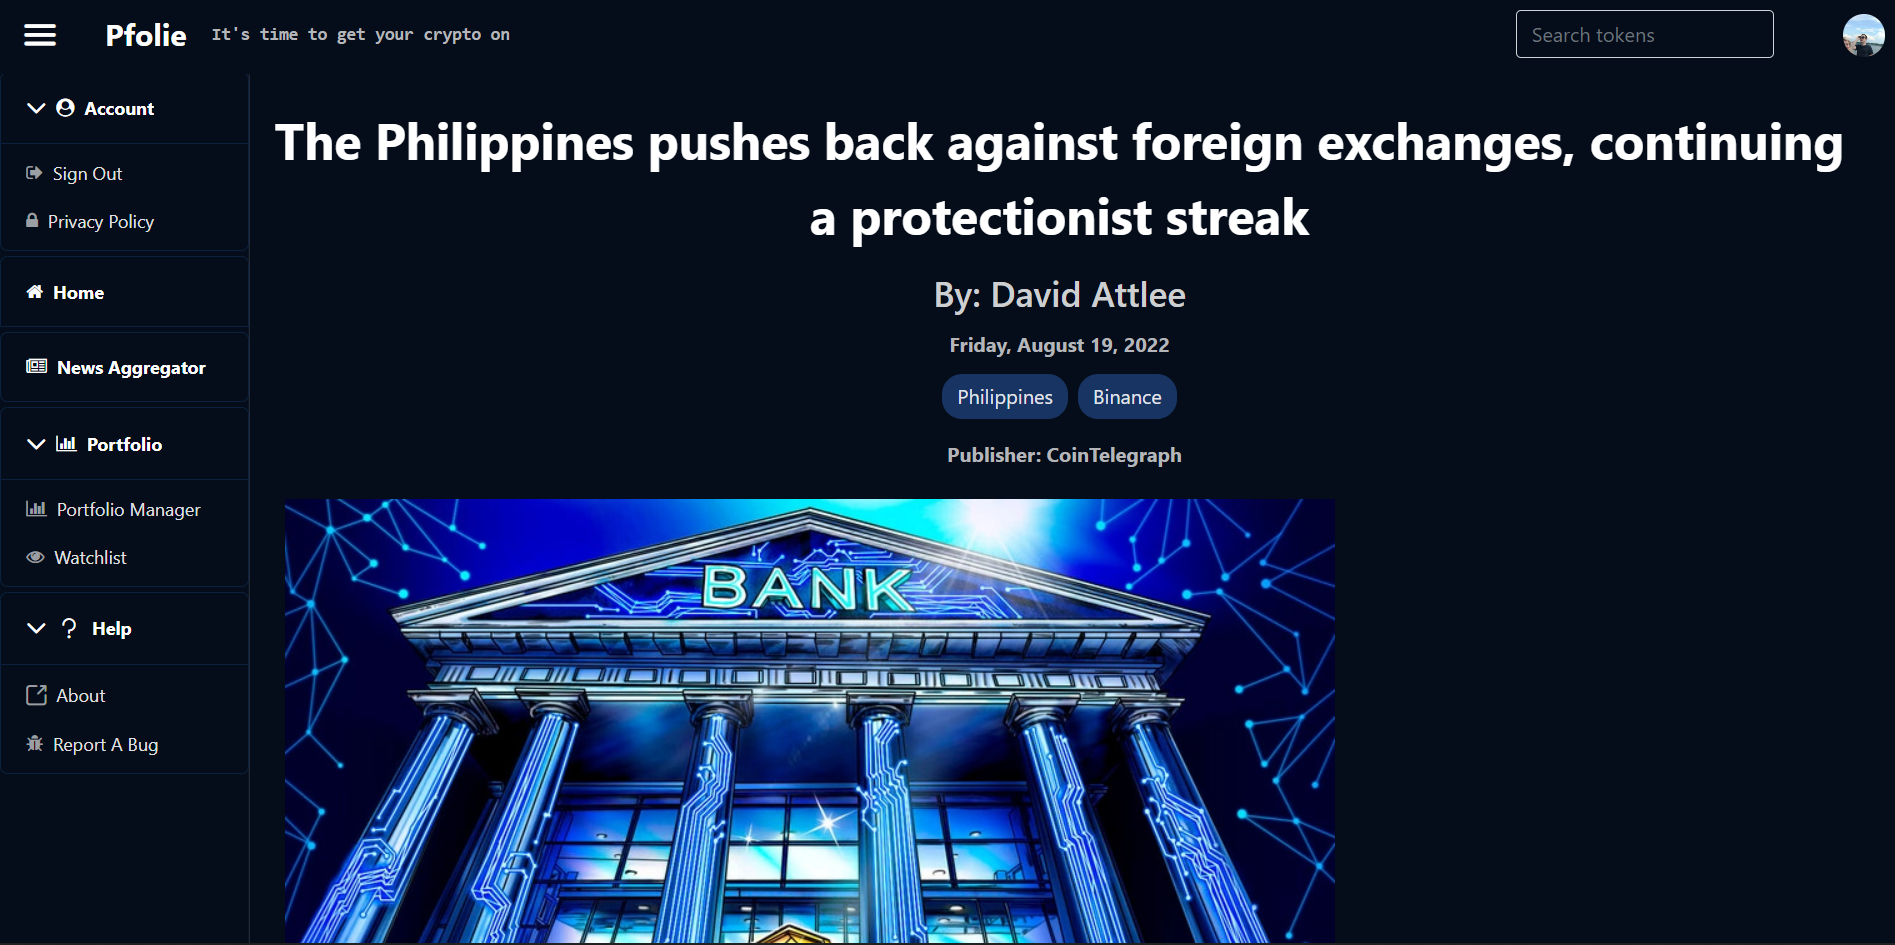 Pfolie
It's time to get your crypto on
Search tokens
Account
Sign Out
Privacy Policy
Home
News Aggregator
Portfolio
Portfolio Manager
Watchlist
Help
About
Report A Bug
The Philippines pushes back against foreign exchanges, continuing
a protectionist streak
By: David Attlee
Friday, August 19, 2022
Philippines
Binance
Publisher: CoinTelegraph
BANK